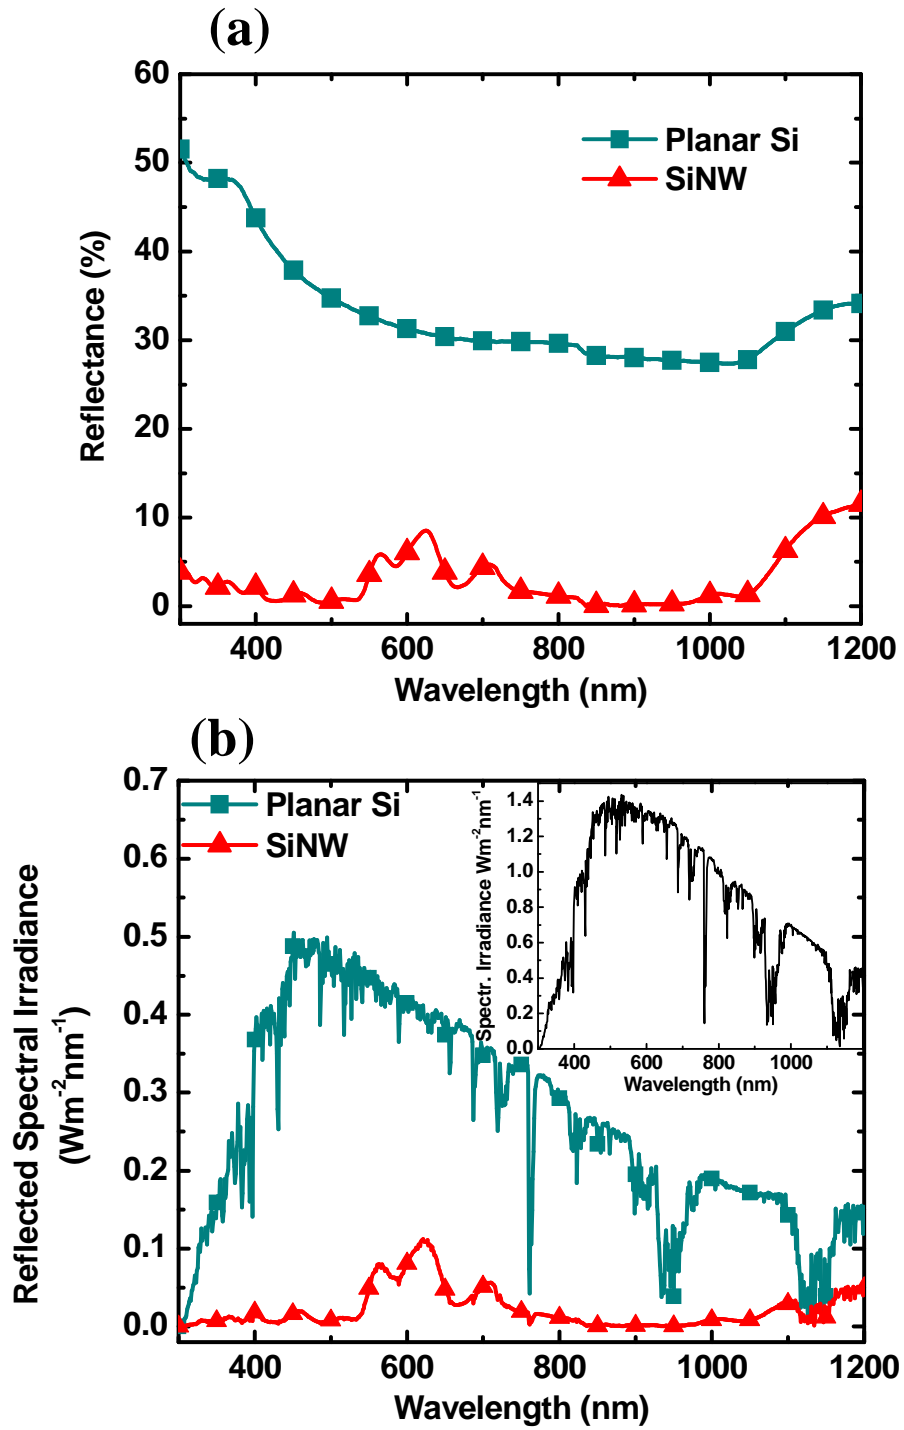 (a)
60
50
40
30
20
10
0
Reflectance (%)
Planar Si
SiNW
400 600 800 1000 1200
Wavelength (nm)
(b)
0.7
0.6
0.5
0.4
0.3
0.2
0.1
0.0
Reflected Spectral Irradiance
(Wm⁻²nm⁻¹)
Planar Si
SiNW
1.4
1.2
1.0
0.8
0.6
0.4
0.2
0.0
Spectr. Irradiance Wm⁻²nm⁻¹
400 600 800 1000
Wavelength (nm)
400 600 800 1000 1200
Wavelength (nm)